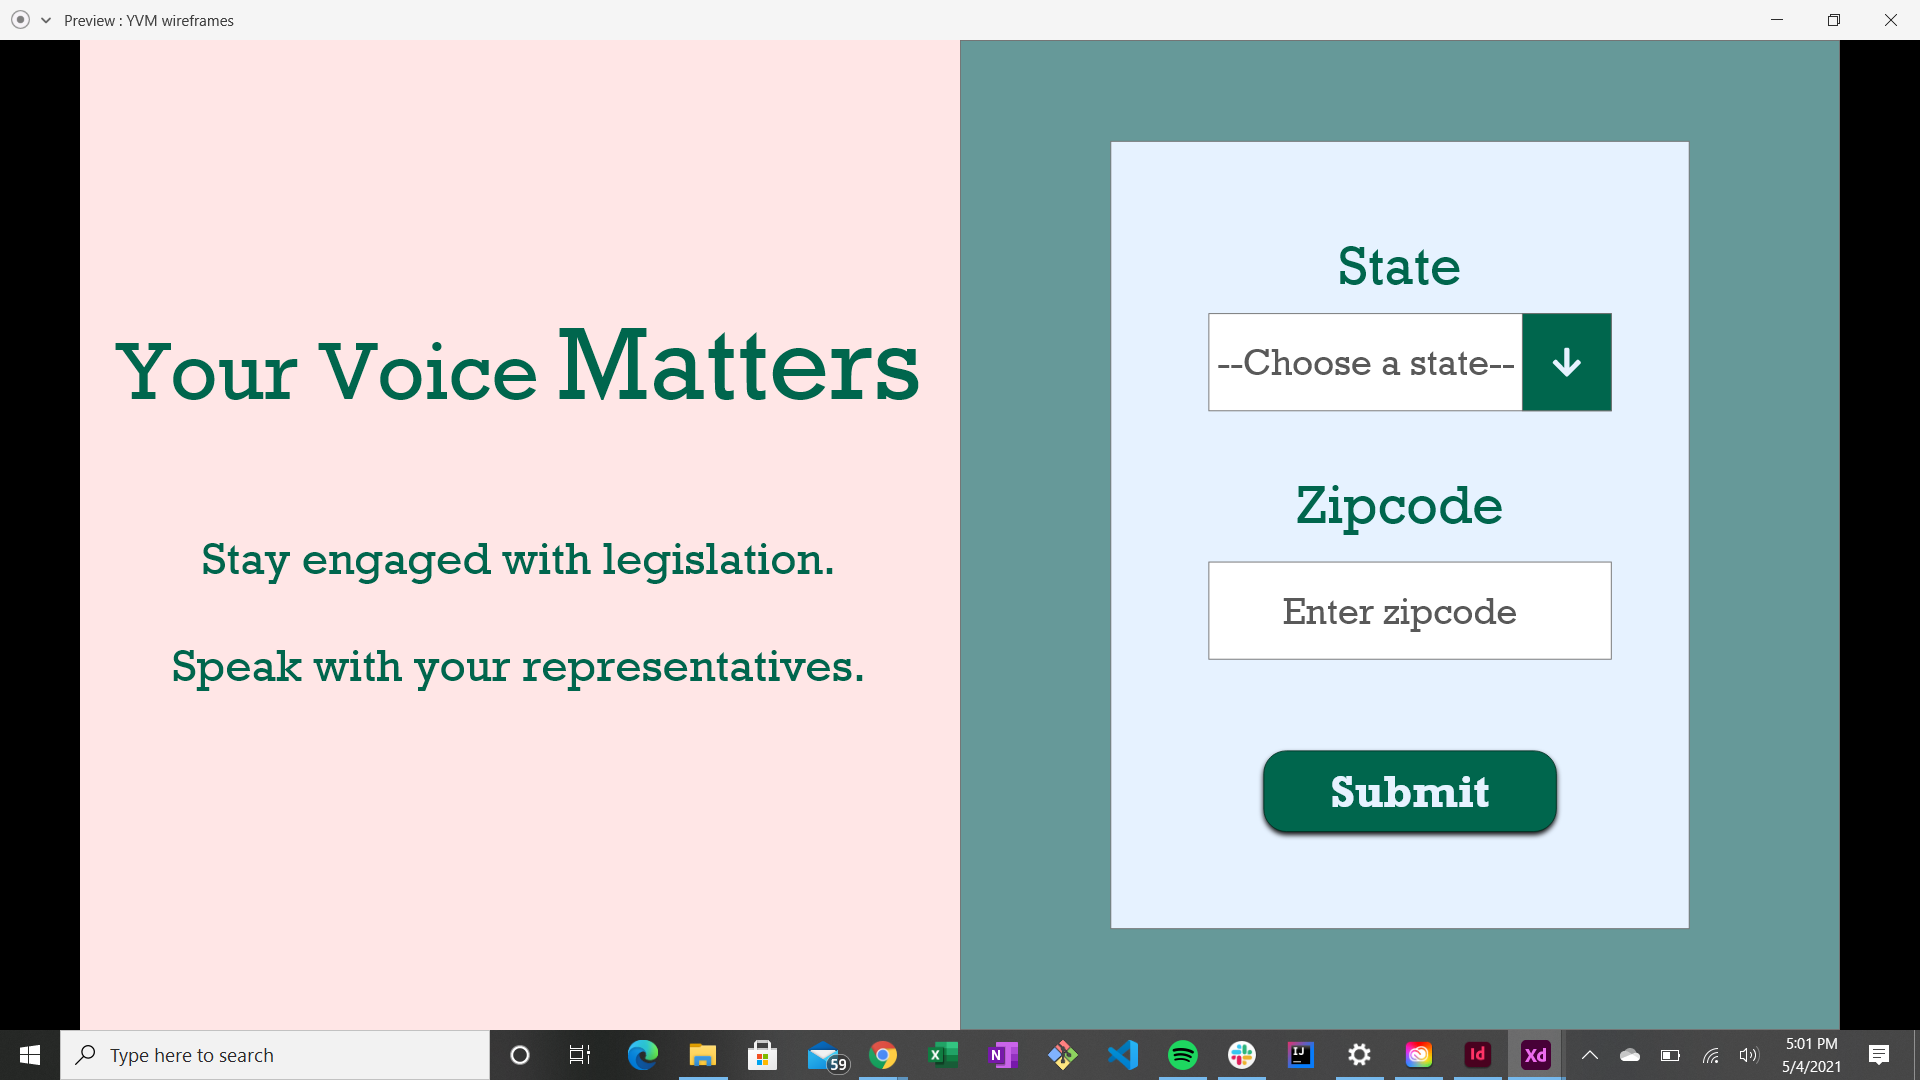 Preview : YVM wireframes
Your Voice Matters
Stay engaged with legislation.
Speak with your representatives.
State
--Choose a state--
Zipcode
Enter zipcode
Submit
Type here to search
59
X
N
IJ
Id
Xd
5:01 PM
5/4/2021